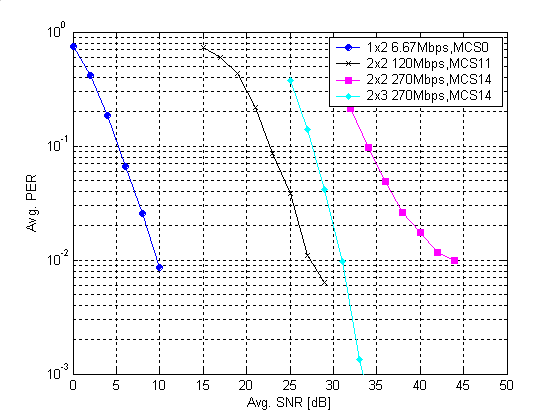 10^0
10^-1
10^-2
10^-3
Avg. PER
1x2 6.67Mbps,MCS0
2x2 120Mbps,MCS11
2x2 270Mbps,MCS14
2x3 270Mbps,MCS14
0 5 10 15 20 25 30 35 40 45 50
Avg. SNR [dB]